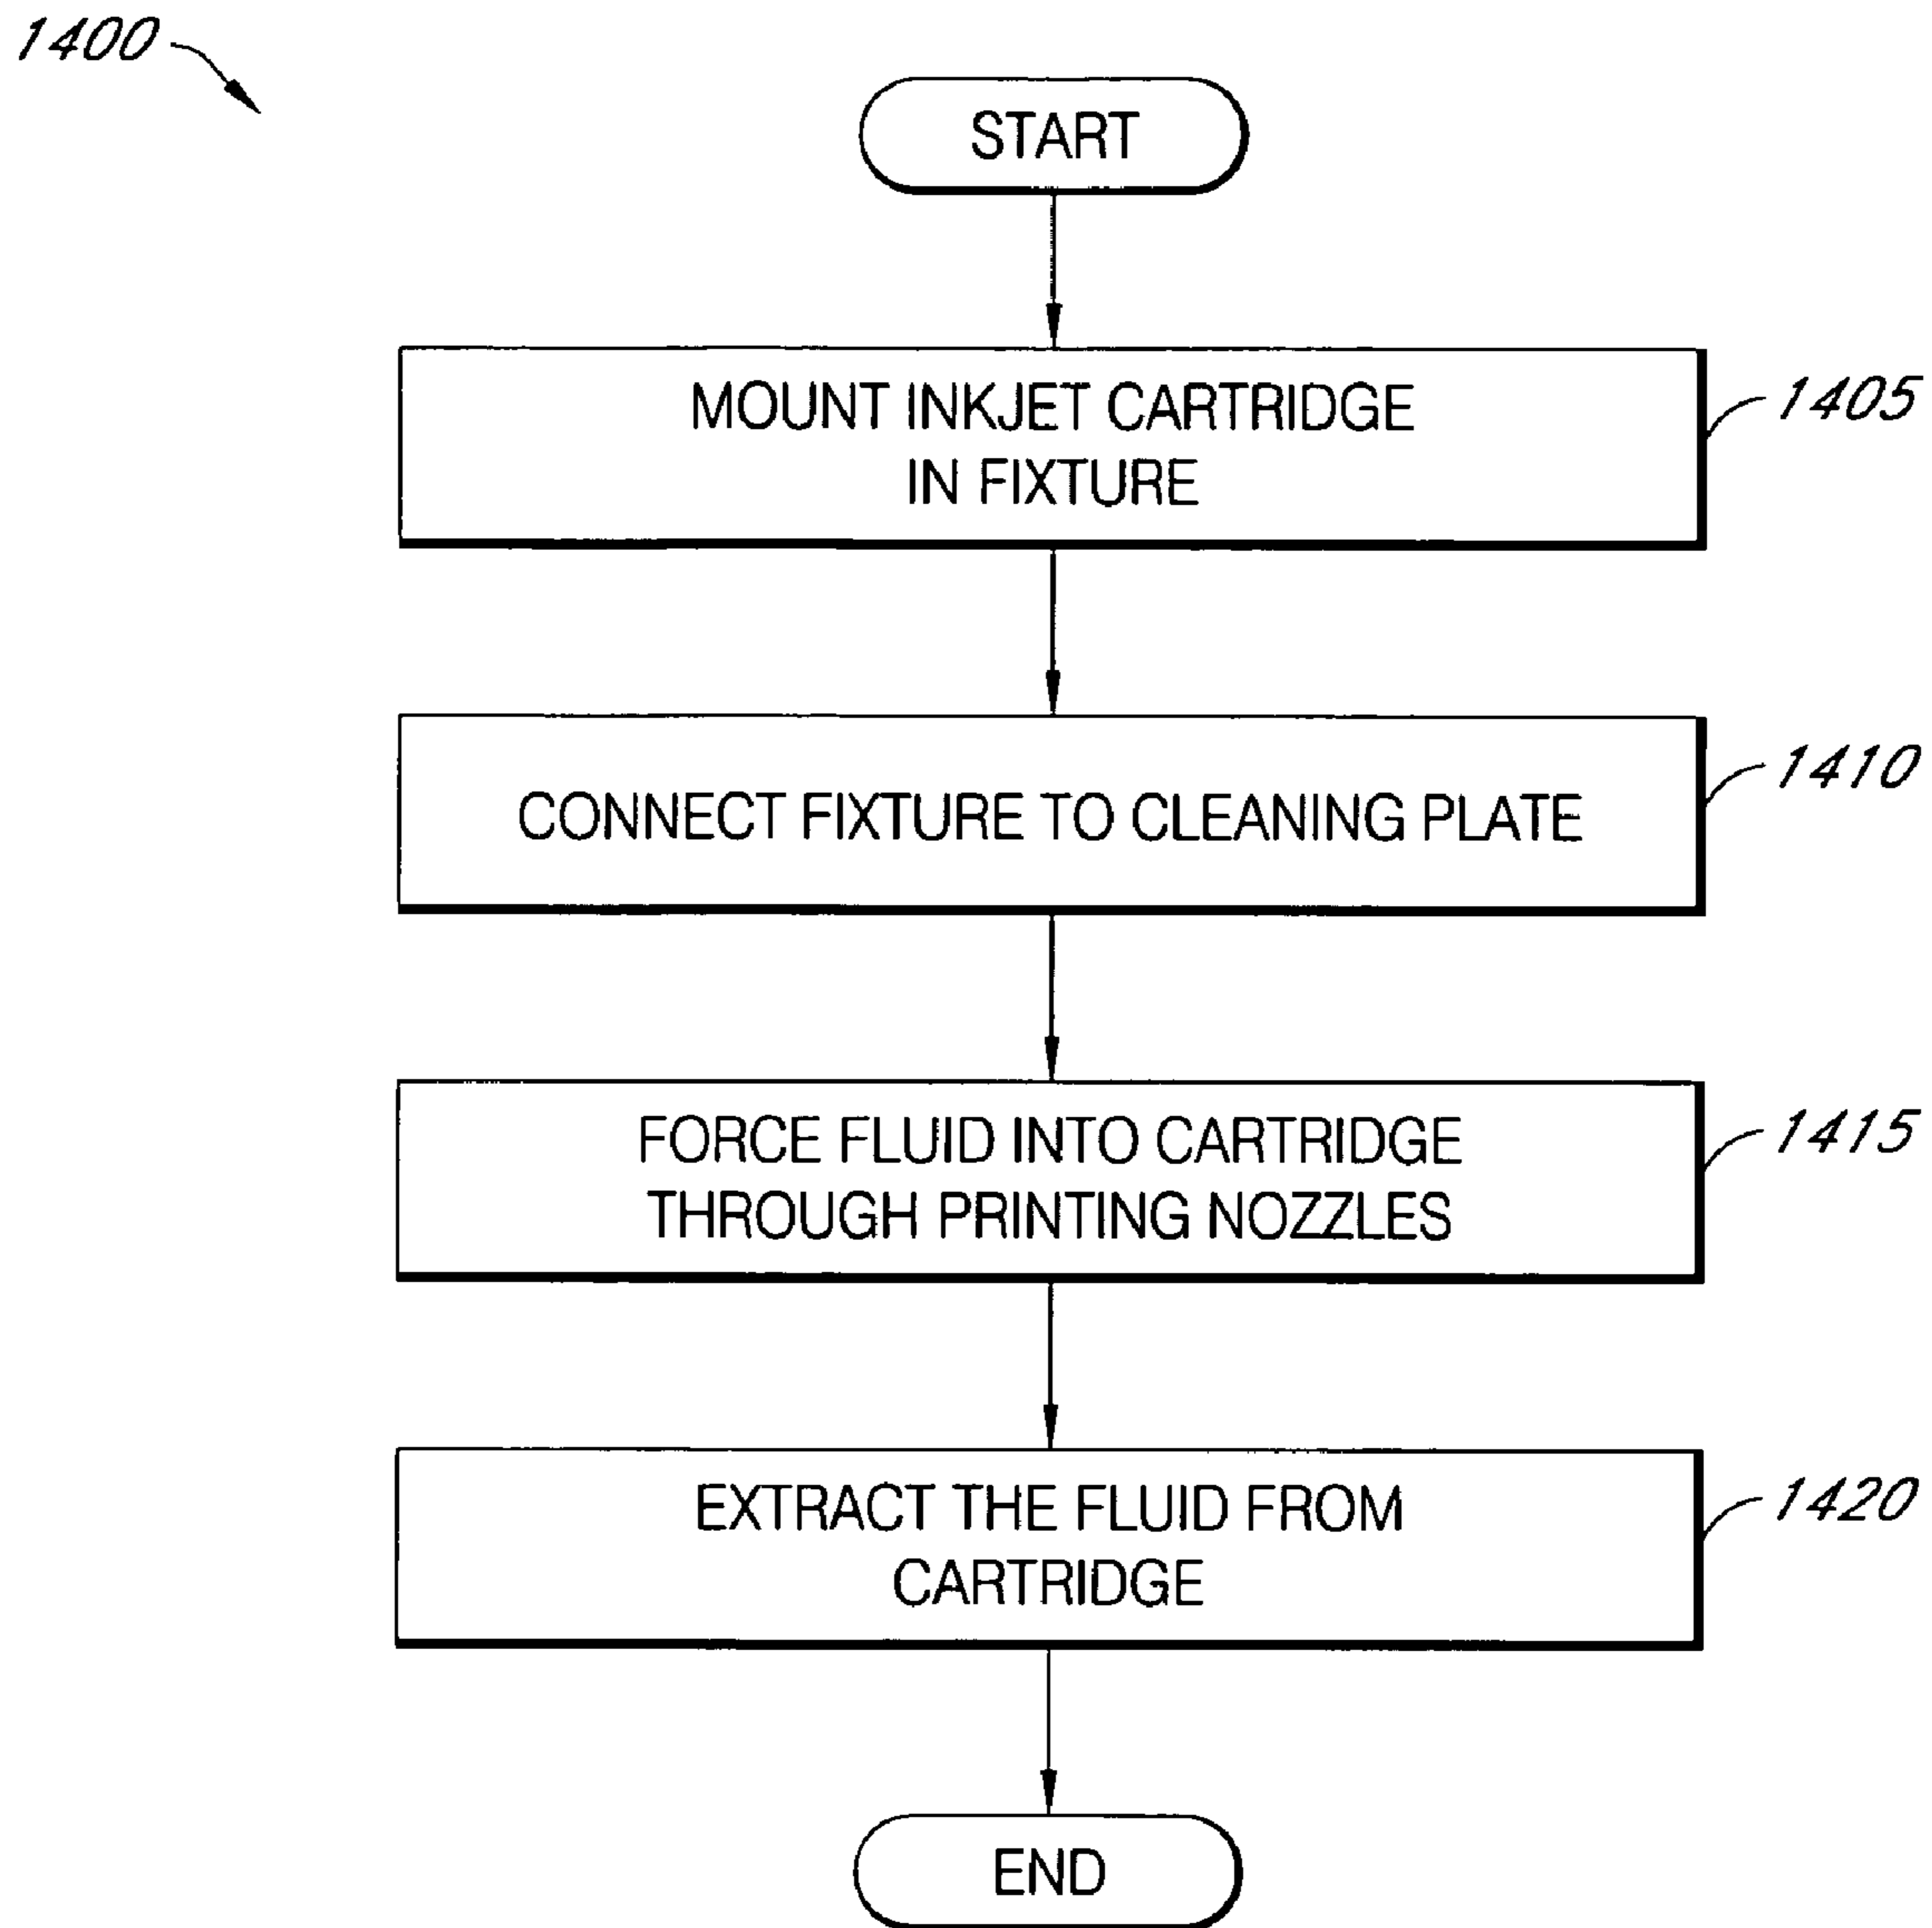 1400
START
MOUNT INKJET CARTRIDGE
IN FIXTURE
1405
CONNECT FIXTURE TO CLEANING PLATE
1410
FORCE FLUID INTO CARTRIDGE
THROUGH PRINTING NOZZLES
1415
EXTRACT THE FLUID FROM
CARTRIDGE
1420
END